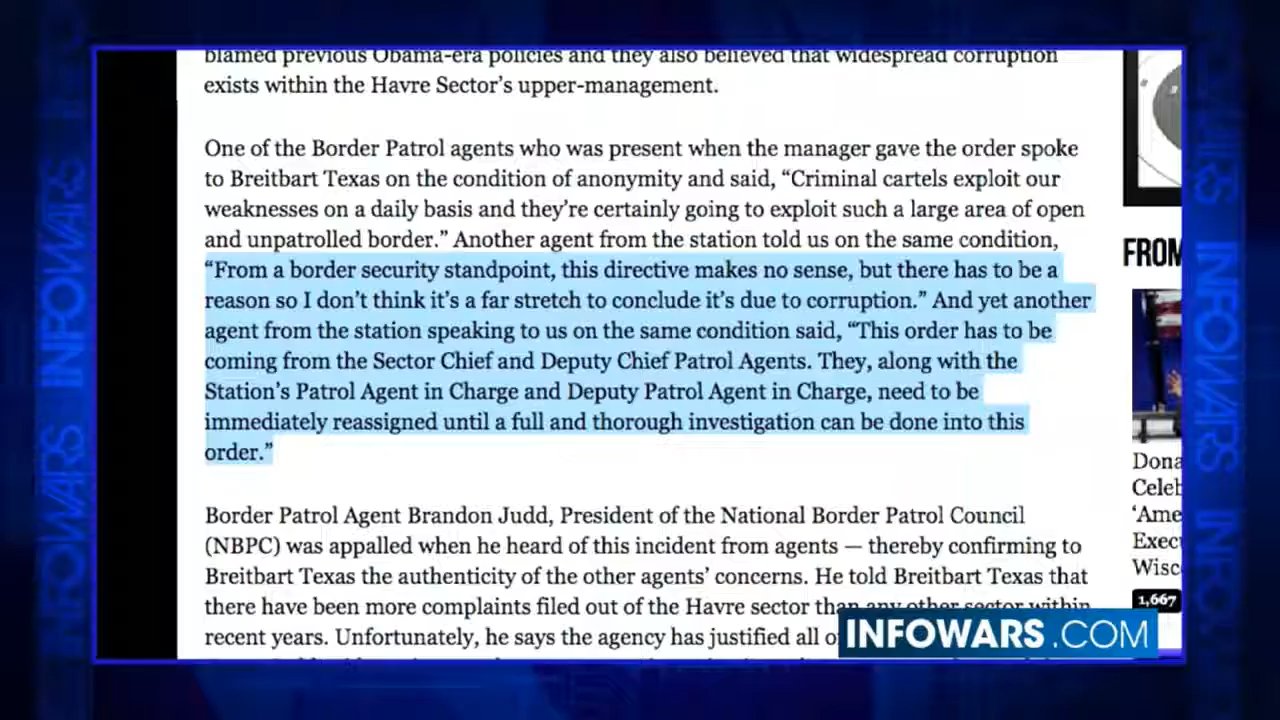 blamed previous Obama-era policies and they also believed that widespread corruption
exists within the Havre Sector's upper-management.
One of the Border Patrol agents who was present when the manager gave the order spoke
to Breitbart Texas on the condition of anonymity and said, “Criminal cartels exploit our
weaknesses on a daily basis and they’re certainly going to exploit such a large area of open
and unpatrolled border.” Another agent from the station told us on the same condition,
“From a border security standpoint, this directive makes no sense, but there has to be a
reason so I don’t think it’s a far stretch to conclude it’s due to corruption.” And yet another
agent from the station speaking to us on the same condition said, “This order has to be
coming from the Sector Chief and Deputy Chief Patrol Agents. They, along with the
Station’s Patrol Agent in Charge and Deputy Patrol Agent in Charge, need to be
immediately reassigned until a full and thorough investigation can be done into this
order.”
Border Patrol Agent Brandon Judd, President of the National Border Patrol Council
(NBPC) was appalled when he heard of this incident from agents — thereby confirming to
Breitbart Texas the authenticity of the other agents’ concerns. He told Breitbart Texas that
there have been more complaints filed out of the Havre sector than any other sector within
recent years. Unfortunately, he says the agency has justified all o
FROM
Dona
Celeb
‘Ame
Exec
Wisc
1,667
INFOWARS.COM
INFOWARS
INFOWARS
INFOWARS